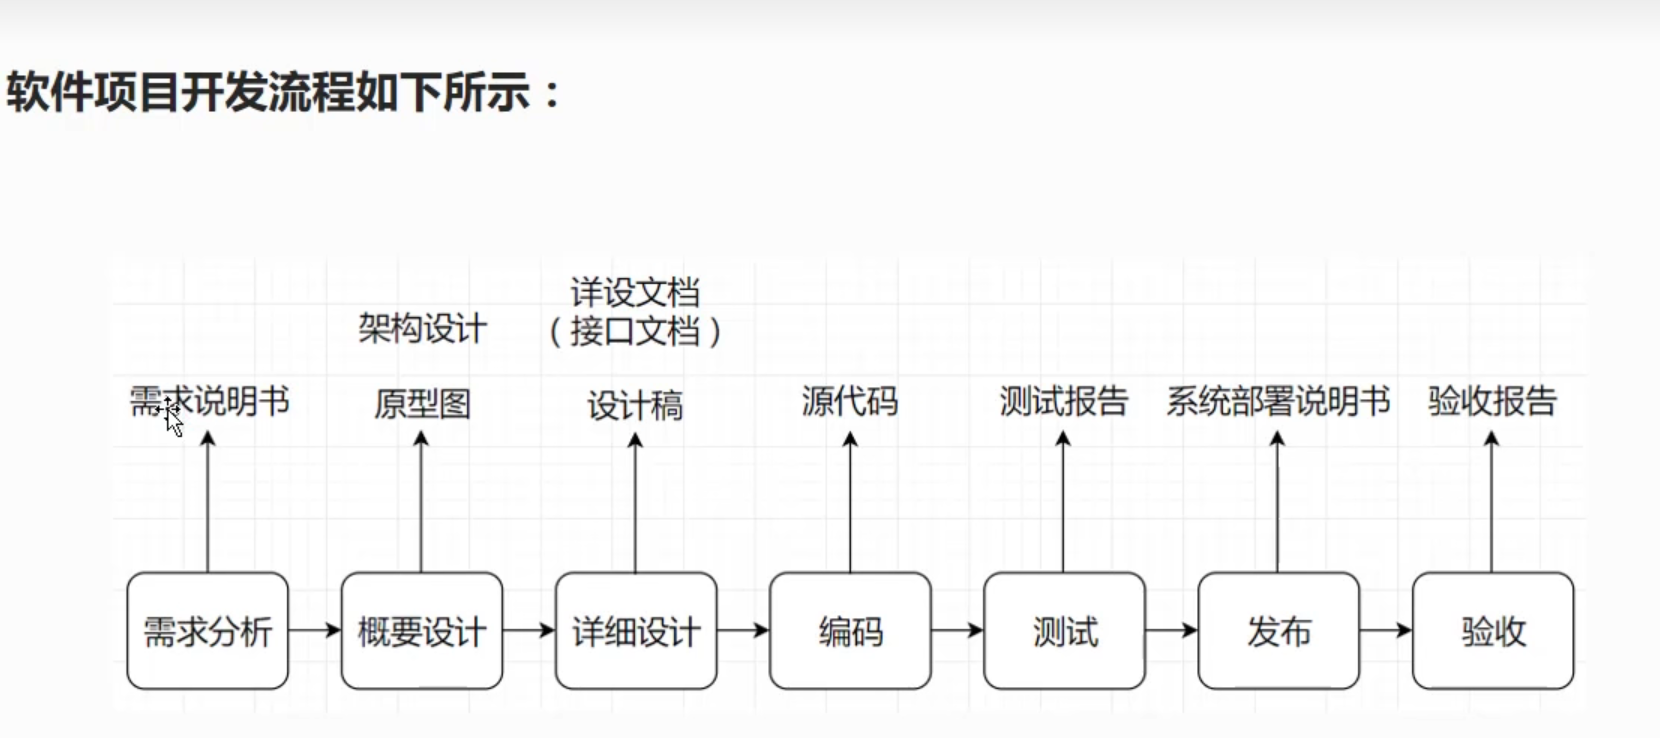 软件项目开发流程如下所示：
详设文档
架构设计
（接口文档）
需求说明书
原型图
设计稿
源代码
测试报告
系统部署说明书
验收报告
需求分析
概要设计
详细设计
编码
测试
发布
验收